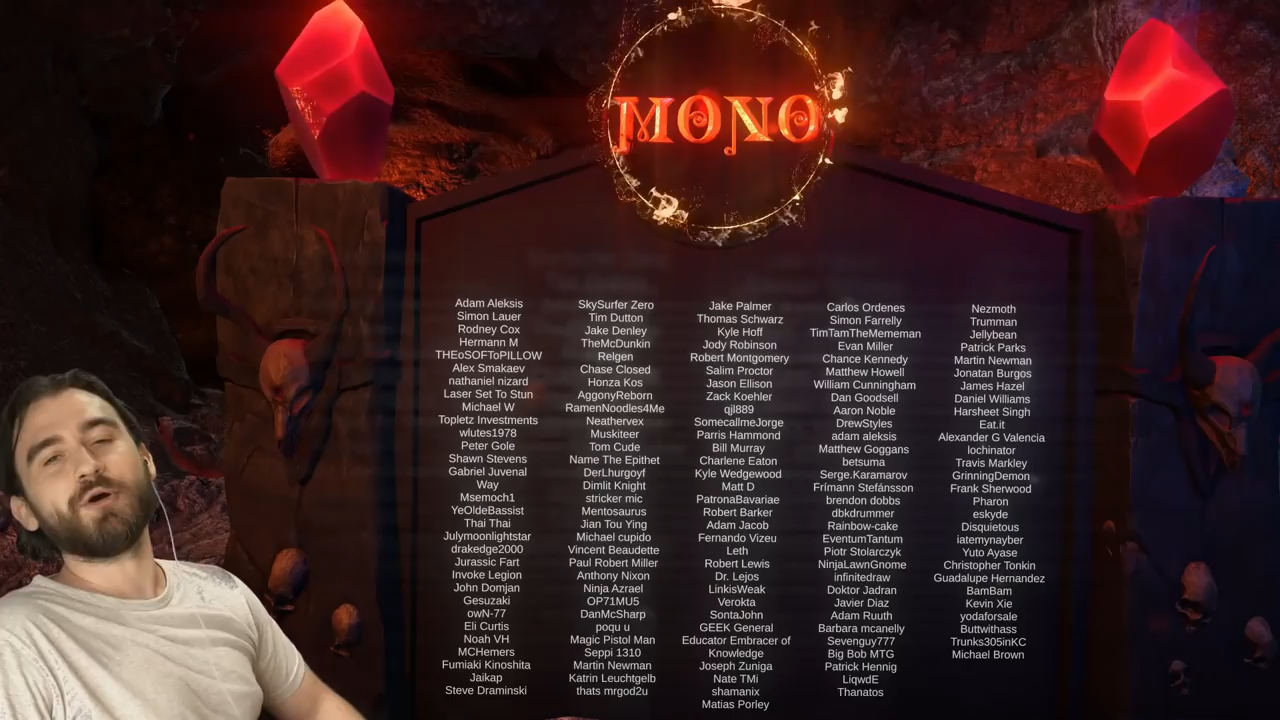 MONO
Adam Aleksis
Simon Lauer
Rodney Cox
Hermann M
THEoSOFToPILLOW
Alex Smakaev
nathaniel nizard
Laser Set To Stun
Michael W
Topletz Investments
wlutes1978
Peter Gole
Shawn Stevens
Gabriel Juvenal
Way
Msemoch1
YeOldeBassist
Thai Thai
Julymoonlightstar
drakedge2000
Jurassic Fart
Invoke Legion
John Domjan
Gesuzaki
owN-77
Eli Curtis
Noah VH
MCHemers
Fumiaki Kinoshita
Jaikap
Steve Draminski
SkySurfer Zero
Tim Dutton
Jake Denley
TheMcDunkin
Relgen
Chase Closed
Honza Kos
AggonyReborn
RamenNoodles4Me
Neathervex
Muskiteer
Tom Cude
Name The Epithet
DerLhurgoyf
Dimlit Knight
stricker mic
Mentosaurus
Jian Tou Ying
Michael cupido
Vincent Beaudette
Paul Robert Miller
Anthony Nixon
Ninja Azrael
OP71MU5
DanMcSharp
poqu u
Magic Pistol Man
Seppi 1310
Martin Newman
Katrin Leuchtgelb
thats mrgod2u
Jake Palmer
Thomas Schwarz
Kyle Hoff
Jody Robinson
Robert Montgomery
Salim Proctor
Jason Ellison
Zack Koehler
qjl889
SomecallmeJorge
Parris Hammond
Bill Murray
Charlene Eaton
Kyle Wedgewood
Matt D
PatronaBavariae
Robert Barker
Adam Jacob
Fernando Vizeu
Leth
Robert Lewis
Dr. Lejos
LinkisWeak
Verokta
SontaJohn
GEEK General
Educator Embracer of
Knowledge
Joseph Zuniga
Nate TMi
shamanix
Matias Porley
Carlos Ordenes
Simon Farrelly
TimTamTheMememan
Evan Miller
Chance Kennedy
Matthew Howell
William Cunningham
Dan Goodsell
Aaron Noble
DrewStyles
adam aleksis
Matthew Goggans
betsuma
Serge.Karamarov
Frímann Stefánsson
brendon dobbs
dbkdrummer
Rainbow-cake
EventumTantum
Piotr Stolarczyk
NinjaLawnGnome
infinitedraw
Doktor Jadran
Javier Diaz
Adam Ruuth
Barbara mcanelly
Sevenguy777
Big Bob MTG
Patrick Hennig
LiqwdE
Thanatos
Nezmoth
Trumman
Jellybean
Patrick Parks
Martin Newman
Jonatan Burgos
James Hazel
Daniel Williams
Harsheet Singh
Eat.it
Alexander G Valencia
lochinator
Travis Markley
GrinningDemon
Frank Sherwood
Pharon
eskyde
Disquietous
iatemynayber
Yuto Ayase
Christopher Tonkin
Guadalupe Hernandez
BamBam
Kevin Xie
yodaforsale
Buttwithass
Trunks305inKC
Michael Brown